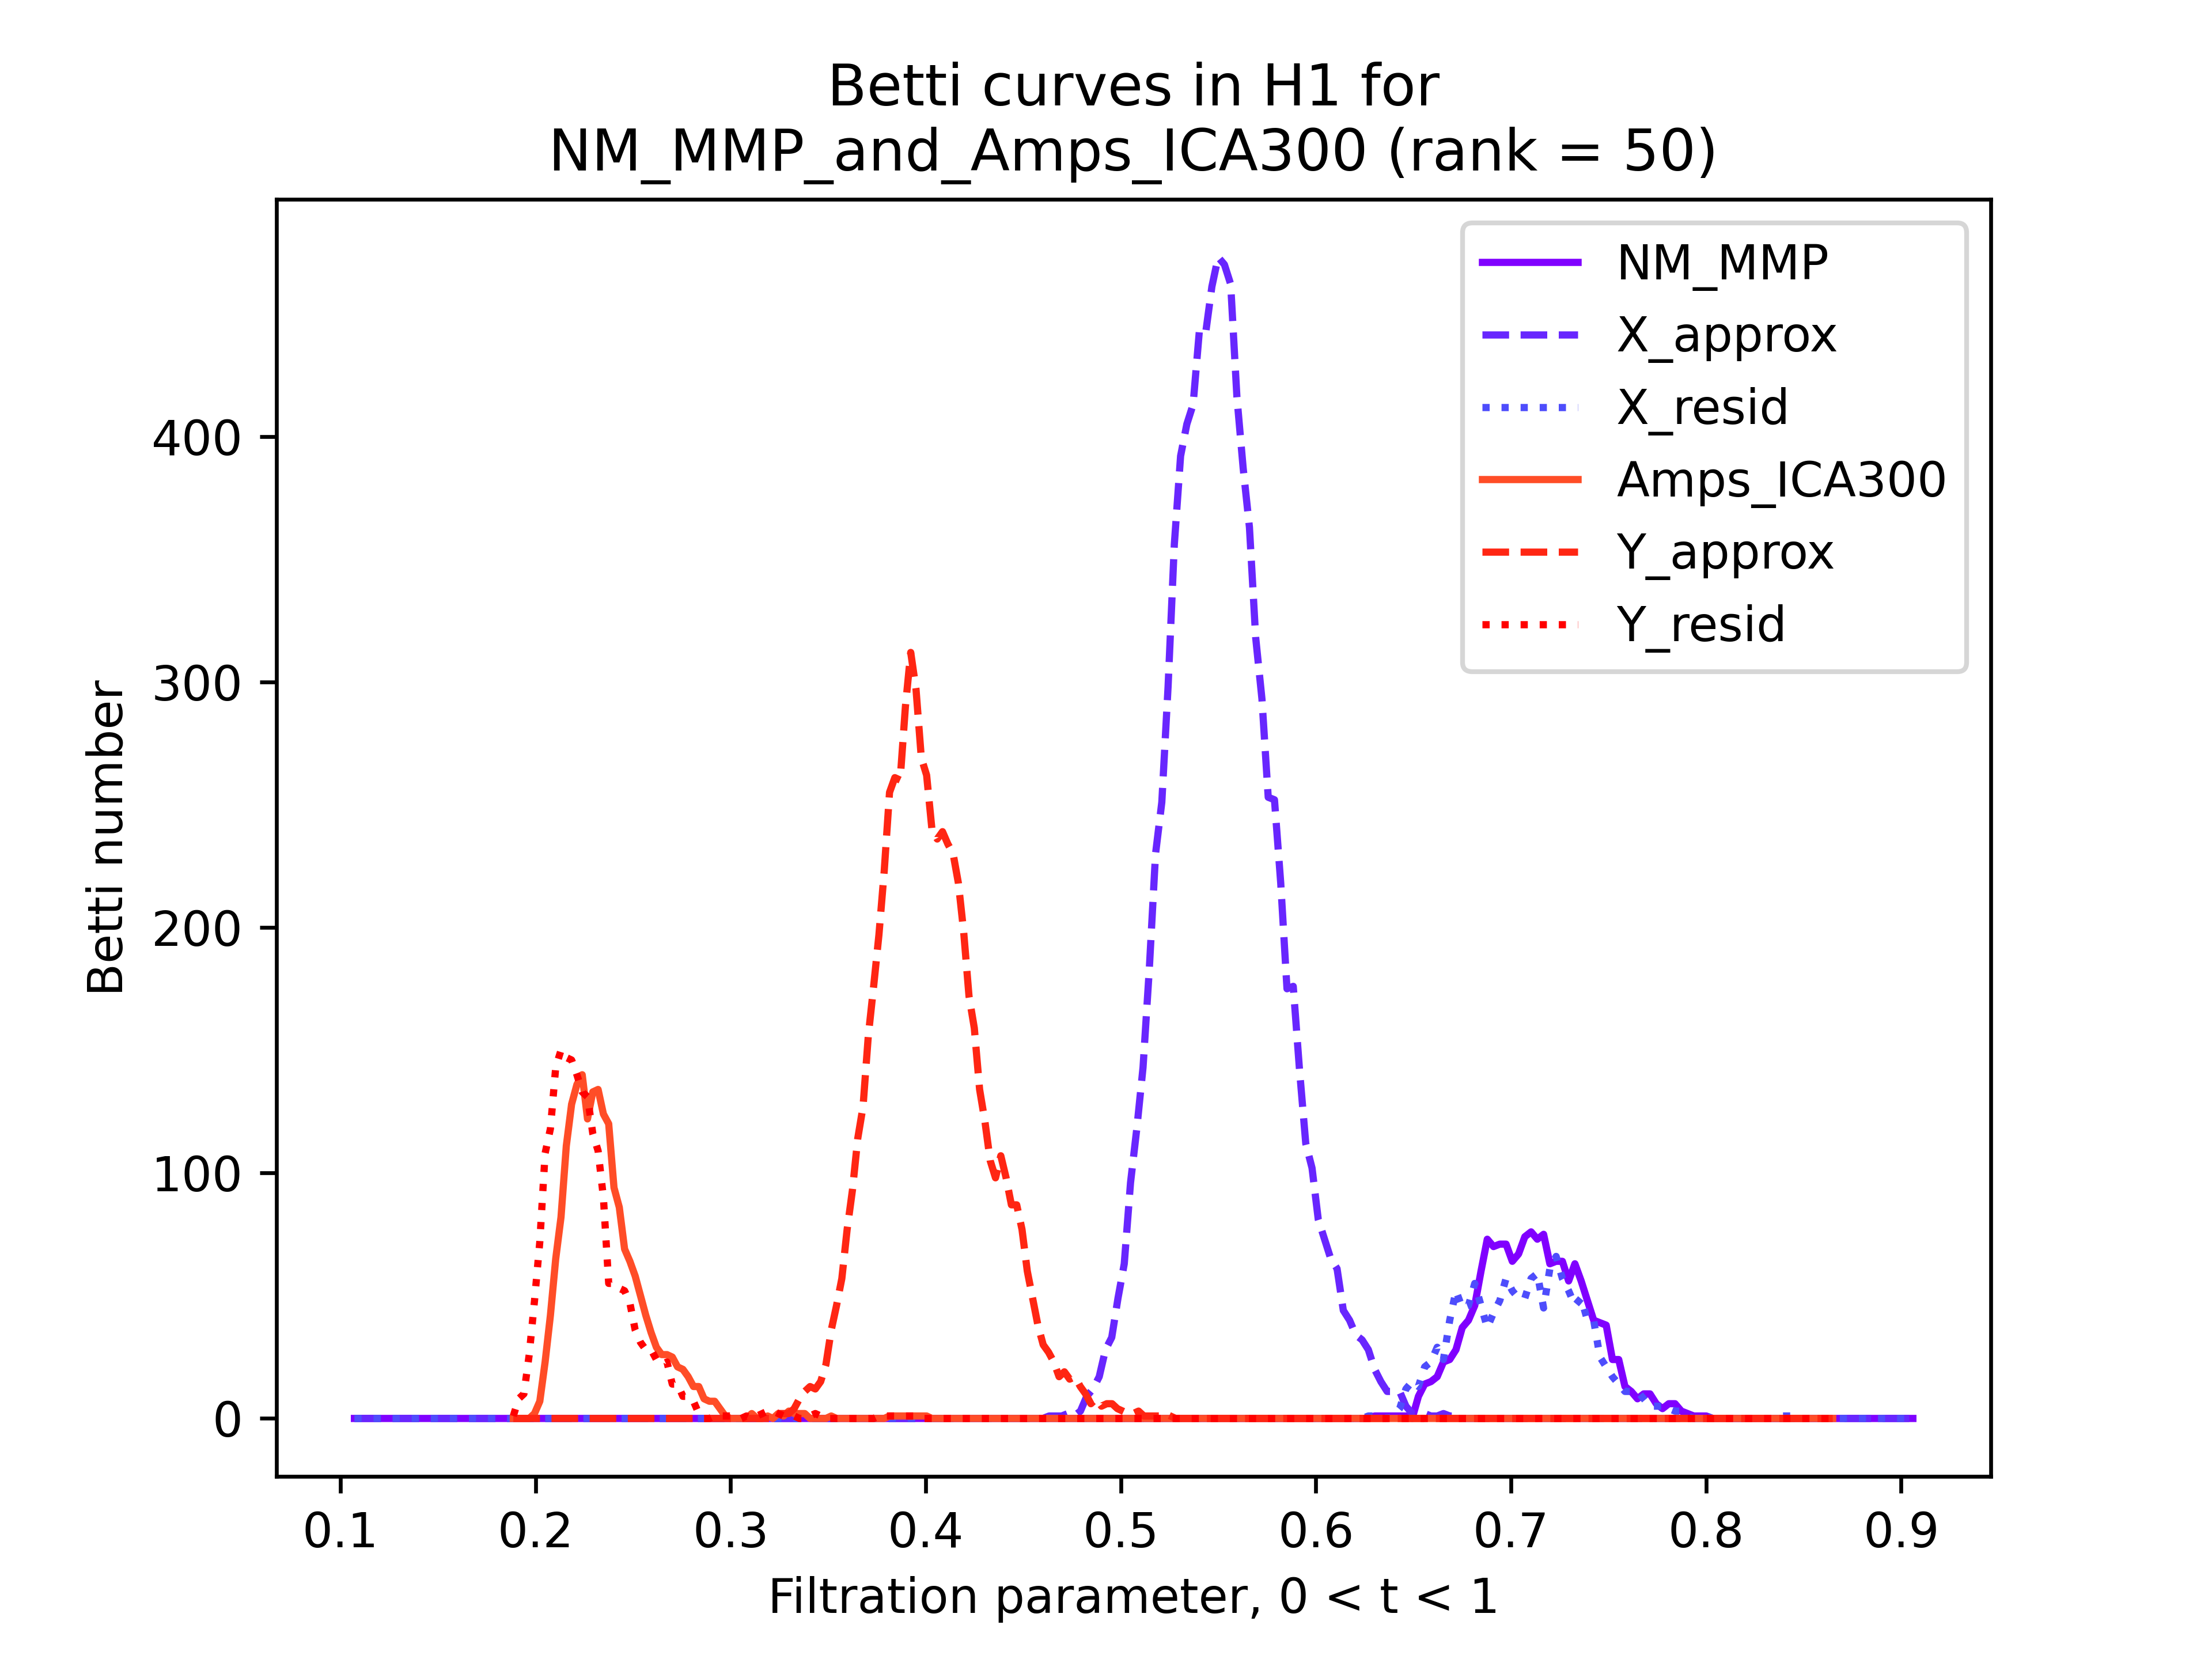 Betti curves in H1 for
NM_MMP_and_Amps_ICA300 (rank = 50)
NM_MMP
X_approx
X_resid
Amps_ICA300
Y_approx
Y_resid
Betti number
400
300
200
100
0
0.1 0.2 0.3 0.4 0.5 0.6 0.7 0.8 0.9
Filtration parameter, 0 < t < 1